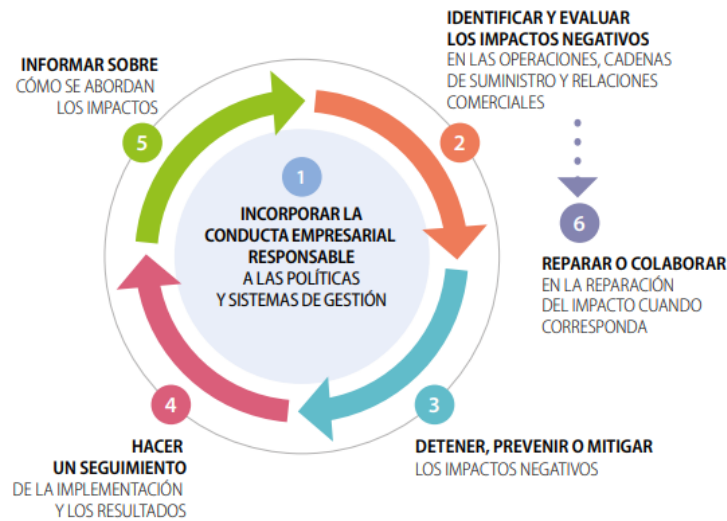 1
INCORPORAR LA
CONDUCTA EMPRESARIAL
RESPONSABLE
A LAS POLÍTICAS
Y SISTEMAS DE GESTIÓN
2
IDENTIFICAR Y EVALUAR
LOS IMPACTOS NEGATIVOS
EN LAS OPERACIONES, CADENAS
DE SUMINISTRO Y RELACIONES
COMERCIALES
3
DETENER, PREVENIR O MITIGAR
LOS IMPACTOS NEGATIVOS
4
HACER
UN SEGUIMIENTO
DE LA IMPLEMENTACIÓN
Y LOS RESULTADOS
5
INFORMAR SOBRE
CÓMO SE ABORDAN
LOS IMPACTOS
6
REPARAR O COLABORAR
EN LA REPARACIÓN
DEL IMPACTO CUANDO
CORRESPONDA